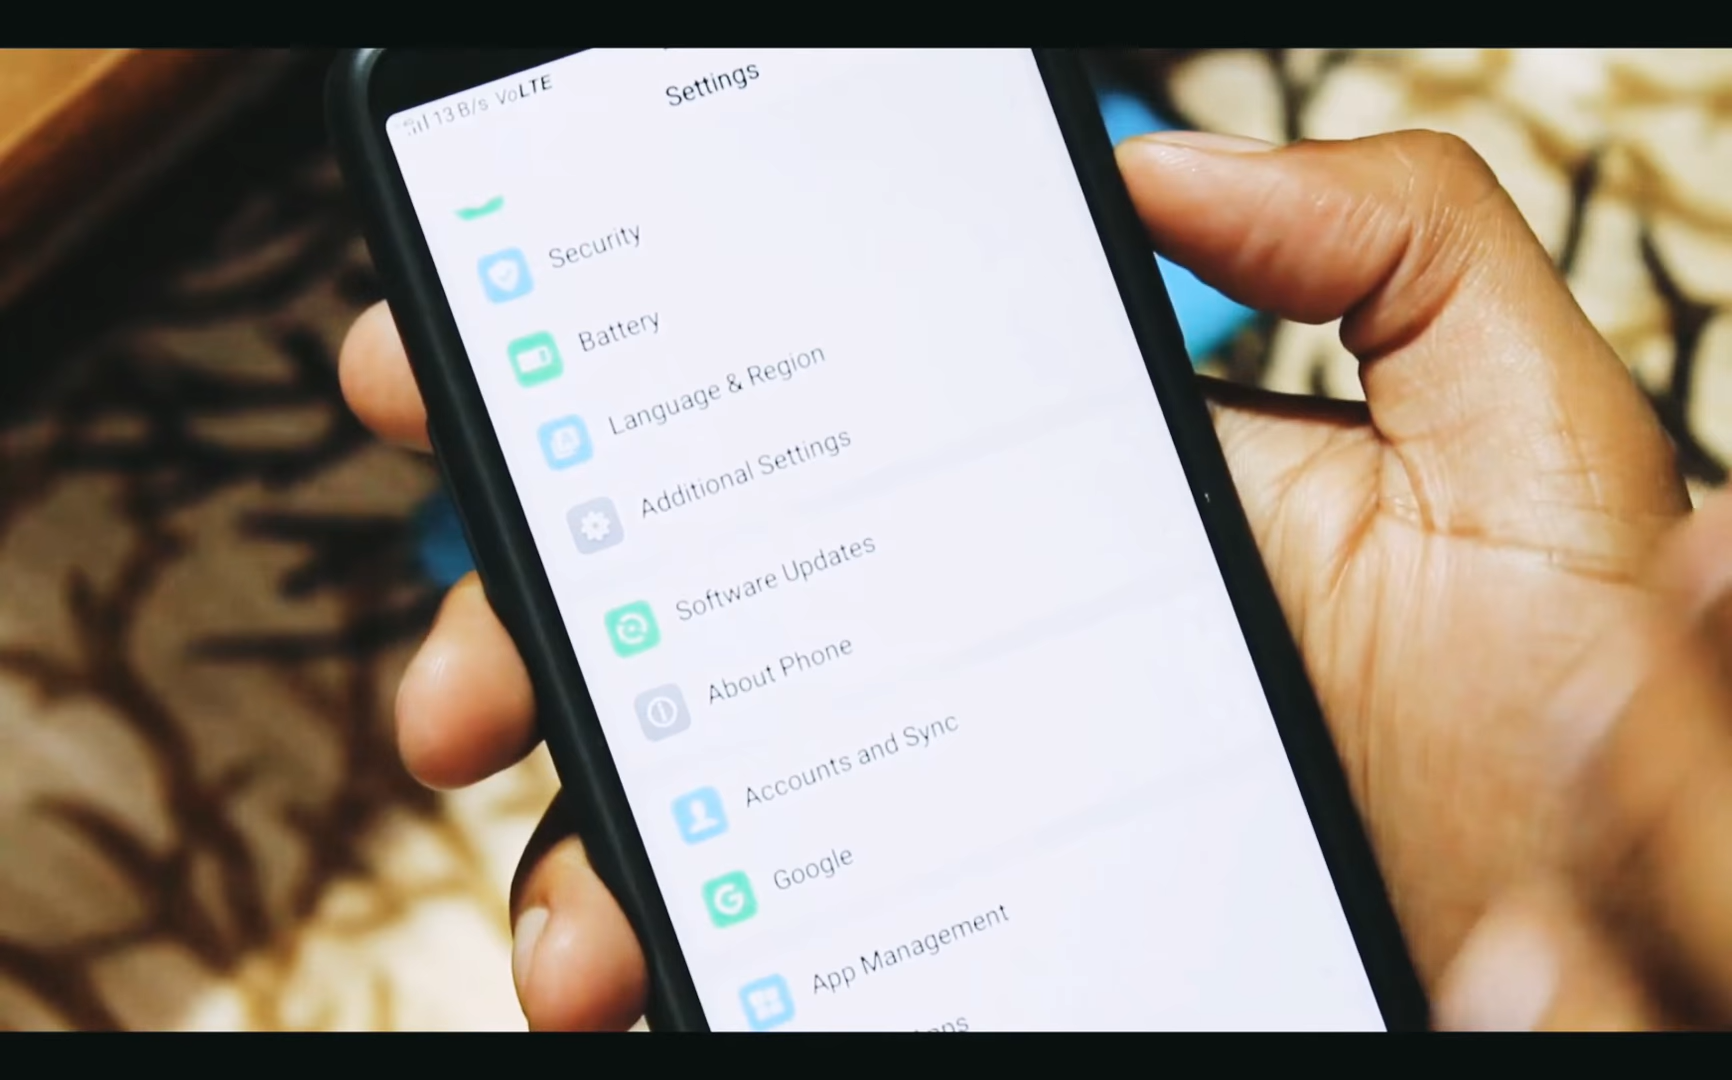 13 B/s VoLTE
Settings
Security
Battery
Language & Region
Additional Settings
Software Updates
About Phone
Accounts and Sync
Google
App Management